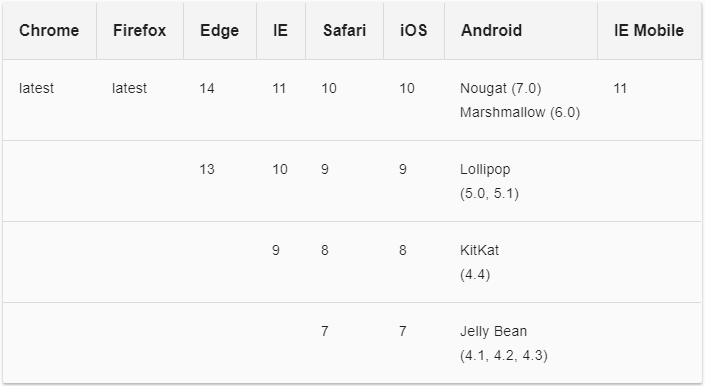 Chrome Firefox Edge IE Safari iOS Android IE Mobile
latest latest 14 11 10 10 Nougat (7.0) 11
Marshmallow (6.0)
13 10 9 9 Lollipop
(5.0, 5.1)
9 8 8 KitKat
(4.4)
7 7 Jelly Bean
(4.1, 4.2, 4.3)